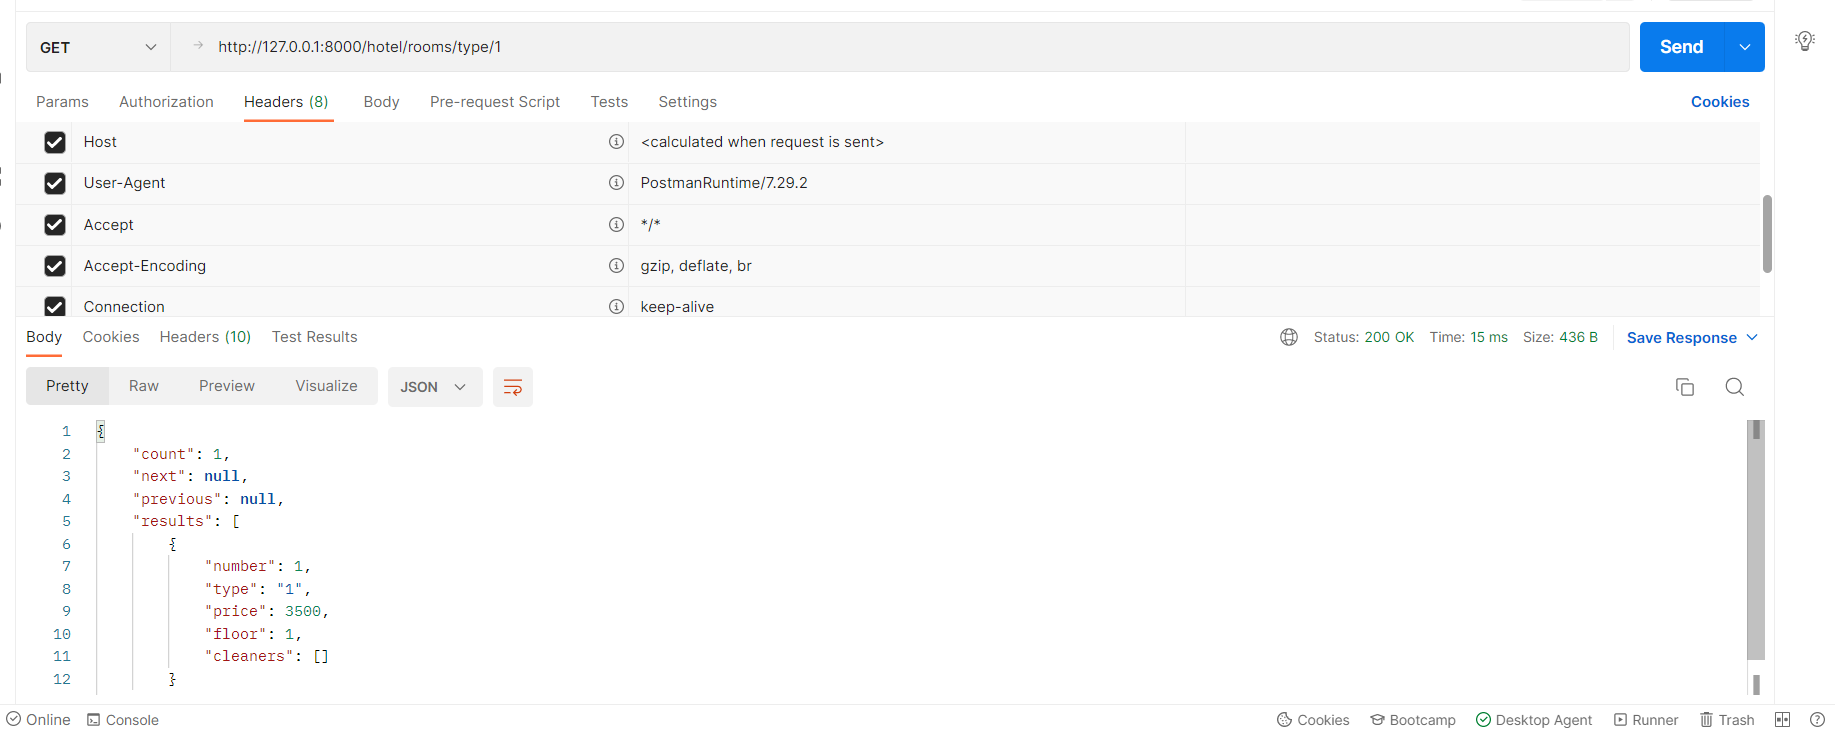 GET http://127.0.0.1:8000/hotel/rooms/type/1 Send
Params Authorization Headers (8) Body Pre-request Script Tests Settings Cookies
Host <calculated when request is sent>
User-Agent PostmanRuntime/7.29.2
Accept */*
Accept-Encoding gzip, deflate, br
Connection keep-alive
Body Cookies Headers (10) Test Results Status: 200 OK Time: 15 ms Size: 436 B Save Response
Pretty Raw Preview Visualize JSON
1 {
2 "count": 1,
3 "next": null,
4 "previous": null,
5 "results": [
6 {
7 "number": 1,
8 "type": "1",
9 "price": 3500,
10 "floor": 1,
11 "cleaners": []
12 }
Online Console Cookies Bootcamp Desktop Agent Runner Trash